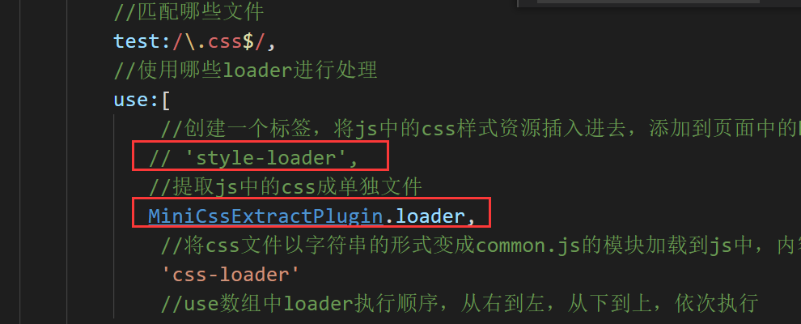 //匹配哪些文件
test:/\.css$/,
//使用哪些loader进行处理
use:[
//创建一个标签，将js中的css样式资源插入进去，添加到页面中的
// 'style-loader',
//提取js中的css成单独文件
MiniCssExtractPlugin.loader,
//将css文件以字符串的形式变成common.js的模块加载到js中，内
'css-loader'
//use数组中loader执行顺序，从右到左，从下到上，依次执行